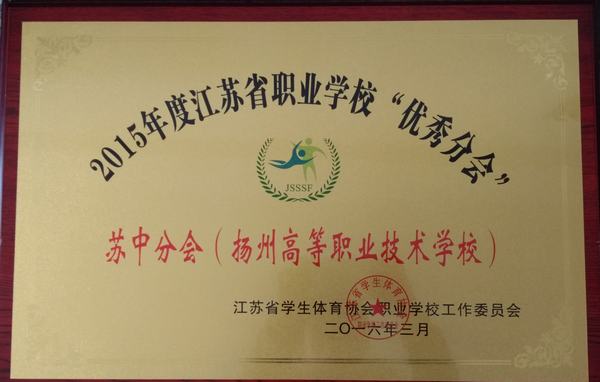 2015年度江苏省职业学校“优秀分会”
JSSSF
苏中分会（扬州高等职业技术学校）
江苏省学生体育协会职业学校工作委员会
二〇一六年三月